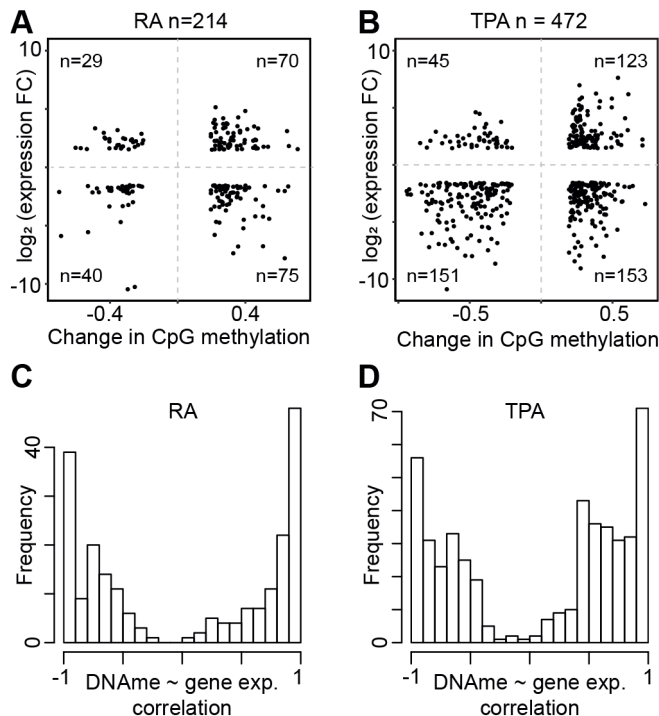 A
RA n=214
10
n=29
n=70
log₂ (expression FC)
n=40
n=75
-10
-0.4
0.4
Change in CpG methylation
B
TPA n = 472
10
n=45
n=123
log₂ (expression FC)
n=151
n=153
-10
-0.5
0.5
Change in CpG methylation
C
RA
40
Frequency
0
-1
1
DNAme ~ gene exp.
correlation
D
TPA
70
Frequency
0
-1
1
DNAme ~ gene exp.
correlation